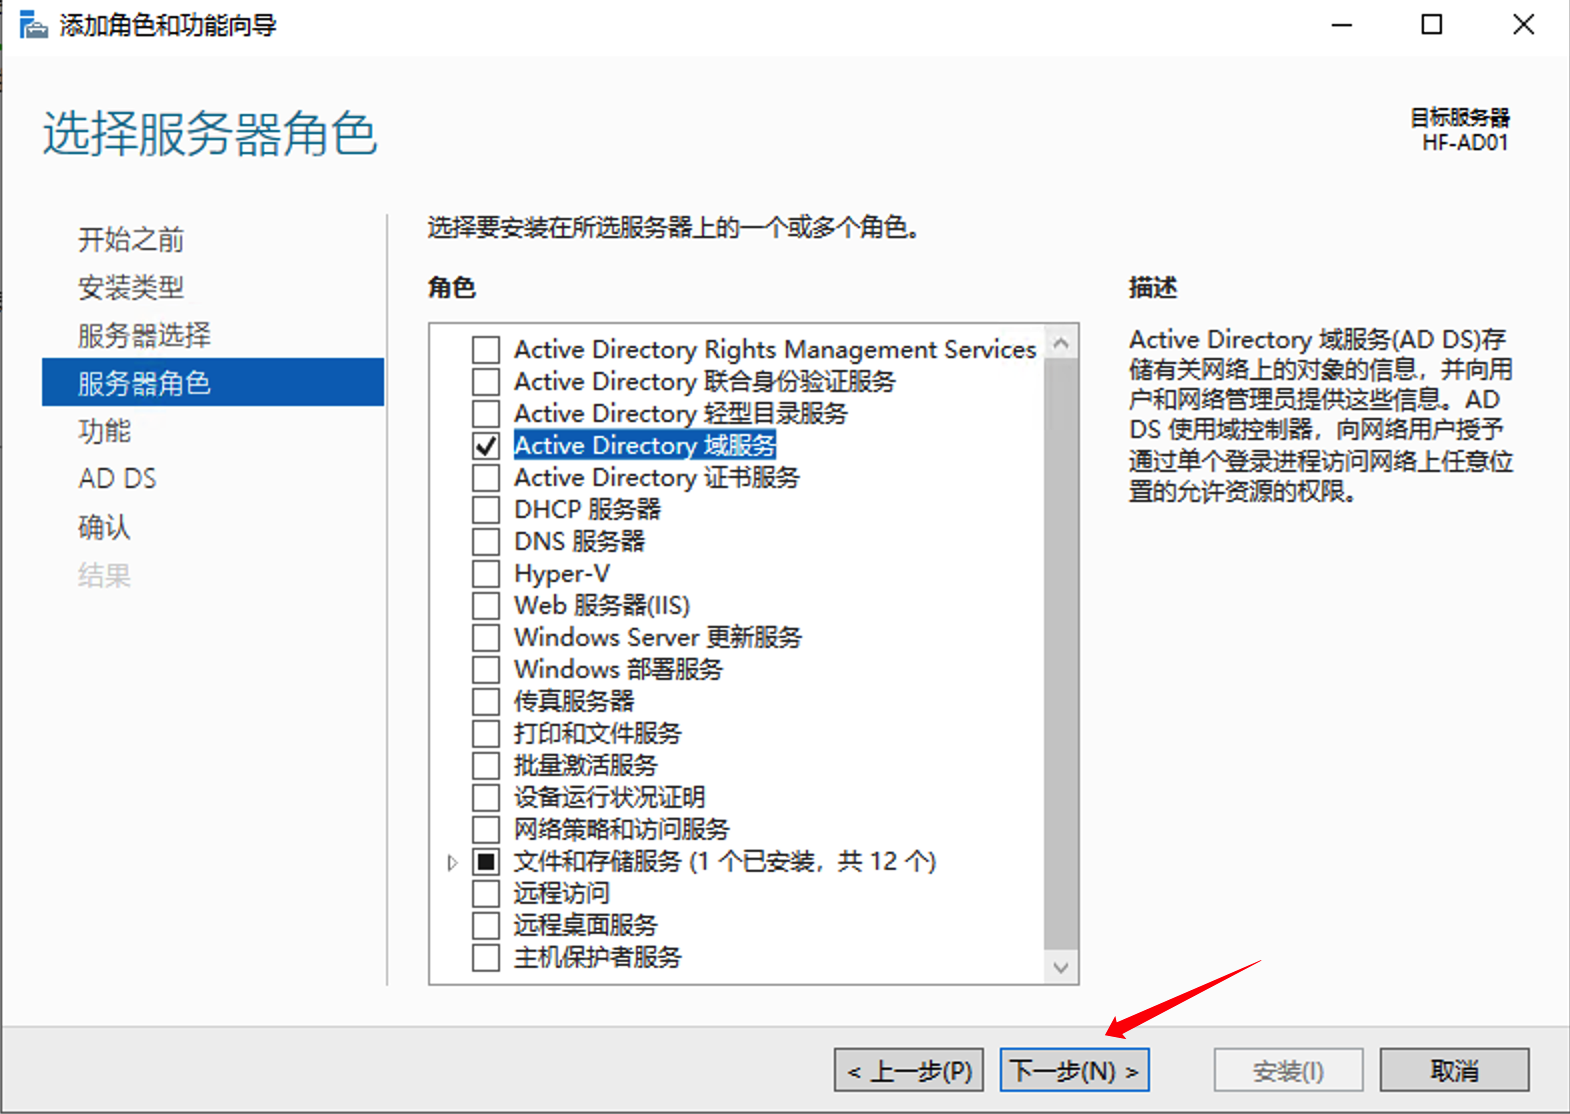 添加角色和功能向导
选择服务器角色
目标服务器
HF-AD01
开始之前
安装类型
服务器选择
服务器角色
功能
AD DS
确认
结果
选择要安装在所选服务器上的一个或多个角色。
角色
Active Directory Rights Management Services
Active Directory 联合身份验证服务
Active Directory 轻型目录服务
Active Directory 域服务
Active Directory 证书服务
DHCP 服务器
DNS 服务器
Hyper-V
Web 服务器(IIS)
Windows Server 更新服务
Windows 部署服务
传真服务器
打印和文件服务
批量激活服务
设备运行状况证明
网络策略和访问服务
文件和存储服务 (1 个已安装，共 12 个)
远程访问
远程桌面服务
主机保护者服务
描述
Active Directory 域服务(AD DS)存
储有关网络上的对象的信息，并向用
户和网络管理员提供这些信息。AD
DS 使用域控制器，向网络用户授予
通过单个登录进程访问网络上任意位
置的允许资源的权限。
< 上一步(P)
下一步(N) >
安装(I)
取消